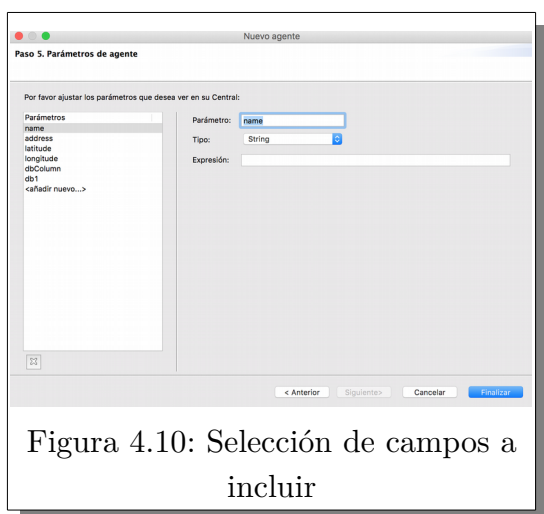 Nuevo agente
Paso 5. Parámetros de agente
Por favor ajustar los parámetros que desea ver en su Central:
Parámetros
name
address
latitude
longitude
dbColumn
db1
<añadir nuevo...>
Parámetro: name
Tipo: String
Expresión:
< Anterior Siguiente> Cancelar Finalizar
Figura 4.10: Selección de campos a
incluir